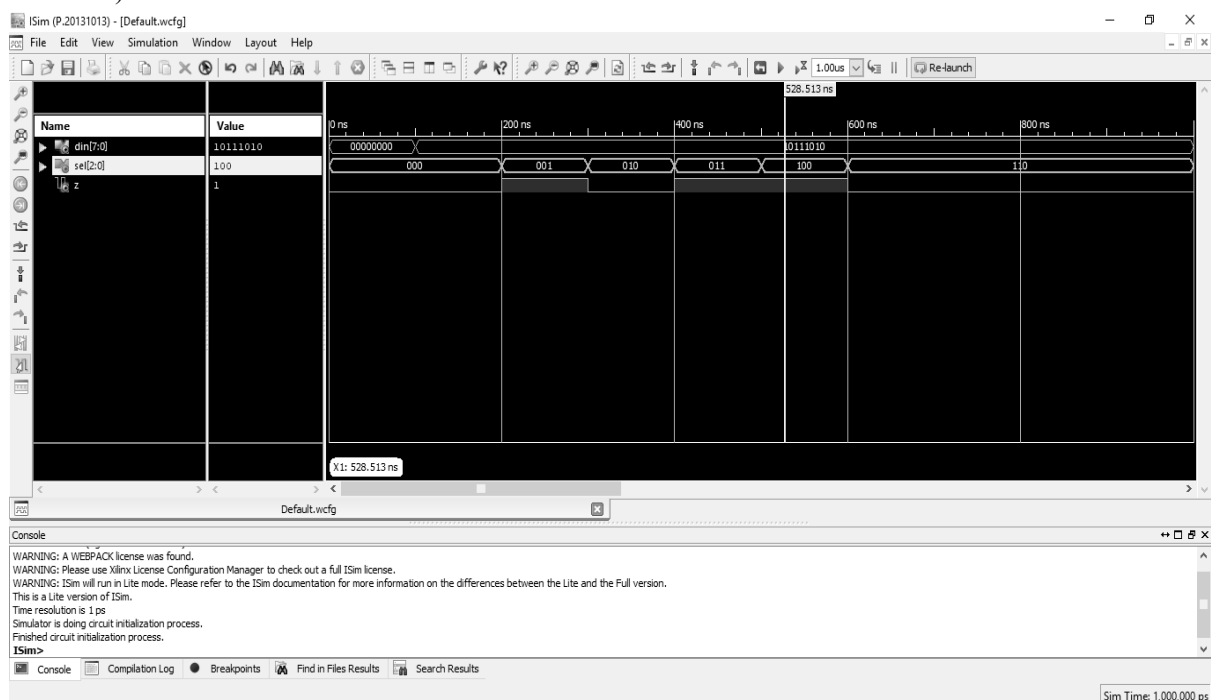 ISim (P.20131013) - [Default.wcfg]
File Edit View Simulation Window Layout Help
1.00us Re-launch
528.513 ns
Name Value 0 ns 200 ns 400 ns 600 ns 800 ns
din[7:0] 10111010 00000000 10111010
sel[2:0] 100 000 001 010 011 100 110
z 1
X1: 528.513 ns
Default.wcfg
Console
WARNING: A WEBPACK license was found.
WARNING: Please use Xilinx License Configuration Manager to check out a full ISim license.
WARNING: ISim will run in Lite mode. Please refer to the ISim documentation for more information on the differences between the Lite and the Full version.
This is a Lite version of ISim.
Time resolution is 1 ps
Simulator is doing circuit initialization process.
Finished circuit initialization process.
ISim>
Console Compilation Log Breakpoints Find in Files Results Search Results
Sim Time: 1,000,000 ps